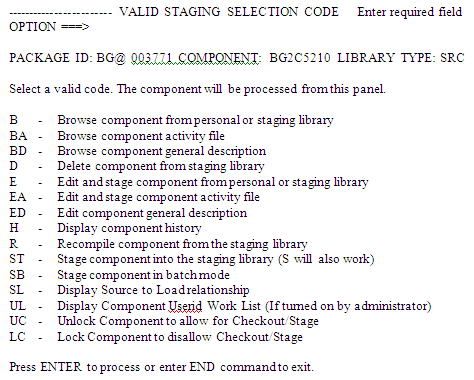 ------------------------ VALID STAGING SELECTION CODE Enter required field
OPTION ===>
PACKAGE ID: BG@ 003771 COMPONENT: BG2C5210 LIBRARY TYPE: SRC
Select a valid code. The component will be processed from this panel.
B - Browse component from personal or staging library
BA - Browse component activity file
BD - Browse component general description
D - Delete component from staging library
E - Edit and stage component from personal or staging library
EA - Edit and stage component activity file
ED - Edit component general description
H - Display component history
R - Recompile component from the staging library
ST - Stage component into the staging library (S will also work)
SB - Stage component in batch mode
SL - Display Source to Load relationship
UL - Display Component Userid Work List (If turned on by administrator)
UC - Unlock Component to allow for Checkout/Stage
LC - Lock Component to disallow Checkout/Stage
Press ENTER to process or enter END command to exit.